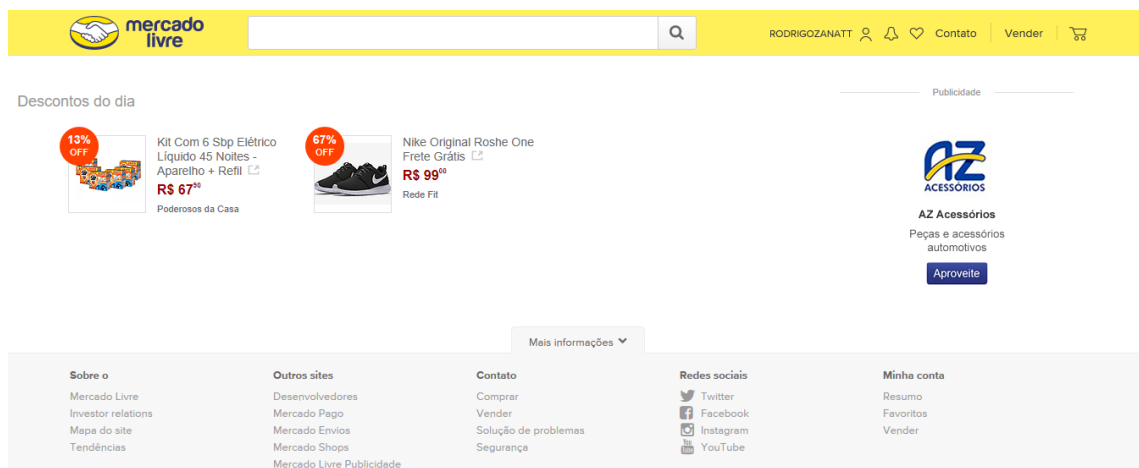 mercado
livre
RODRIGOZANATT
Contato
Vender
Descontos do dia
13%
OFF
Kit Com 6 Sbp Elétrico
Líquido 45 Noites -
Aparelho + Refil
R$ 67⁹⁰
Poderosos da Casa
67%
OFF
Nike Original Roshe One
Frete Grátis
R$ 99⁰⁰
Rede Fit
Publicidade
AZ
ACESSÓRIOS
AZ Acessórios
Peças e acessórios
automotivos
Aproveite
Mais informações
Sobre o
Mercado Livre
Investor relations
Mapa do site
Tendências
Outros sites
Desenvolvedores
Mercado Pago
Mercado Envios
Mercado Shops
Mercado Livre Publicidade
Contato
Comprar
Vender
Solução de problemas
Segurança
Redes sociais
Twitter
Facebook
Instagram
YouTube
Minha conta
Resumo
Favoritos
Vender